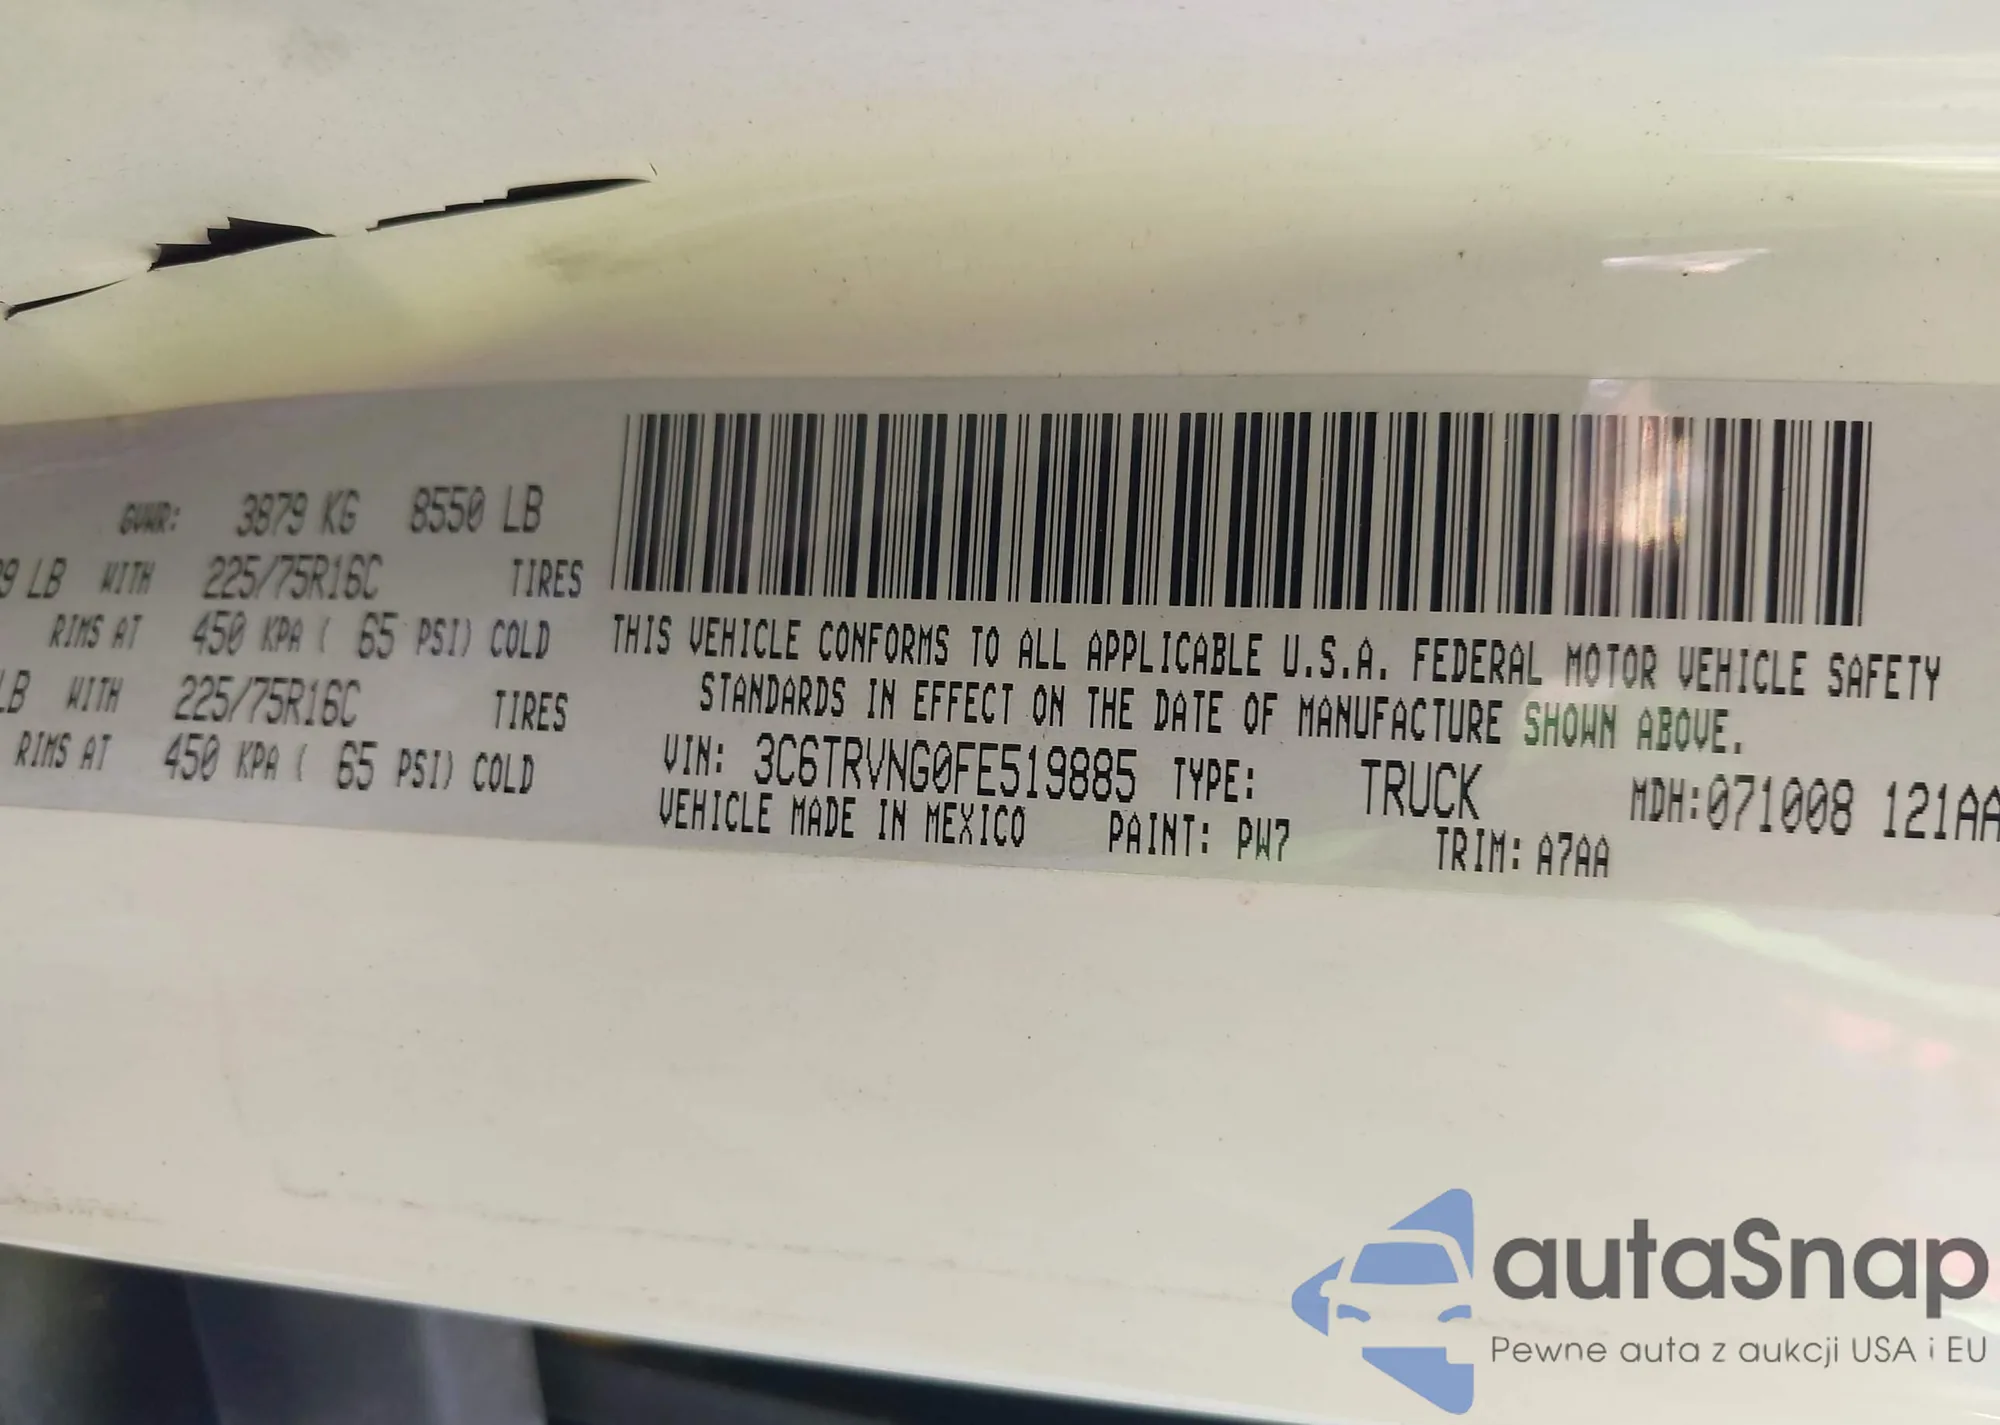 GVWR: 3879 KG 8550 LB
9 LB WITH 225/75R16C TIRES
RIMS AT 450 KPA ( 65 PSI) COLD
LB WITH 225/75R16C TIRES
RIMS AT 450 KPA ( 65 PSI) COLD
THIS VEHICLE CONFORMS TO ALL APPLICABLE U.S.A. FEDERAL MOTOR VEHICLE SAFETY
STANDARDS IN EFFECT ON THE DATE OF MANUFACTURE SHOWN ABOVE.
VIN: 3C6TRVNG0FE519885 TYPE: TRUCK MDH:071008 121AA
VEHICLE MADE IN MEXICO PAINT: PW7 TRIM: A7AA
autaSnap
Pewne auta z aukcji USA i EU